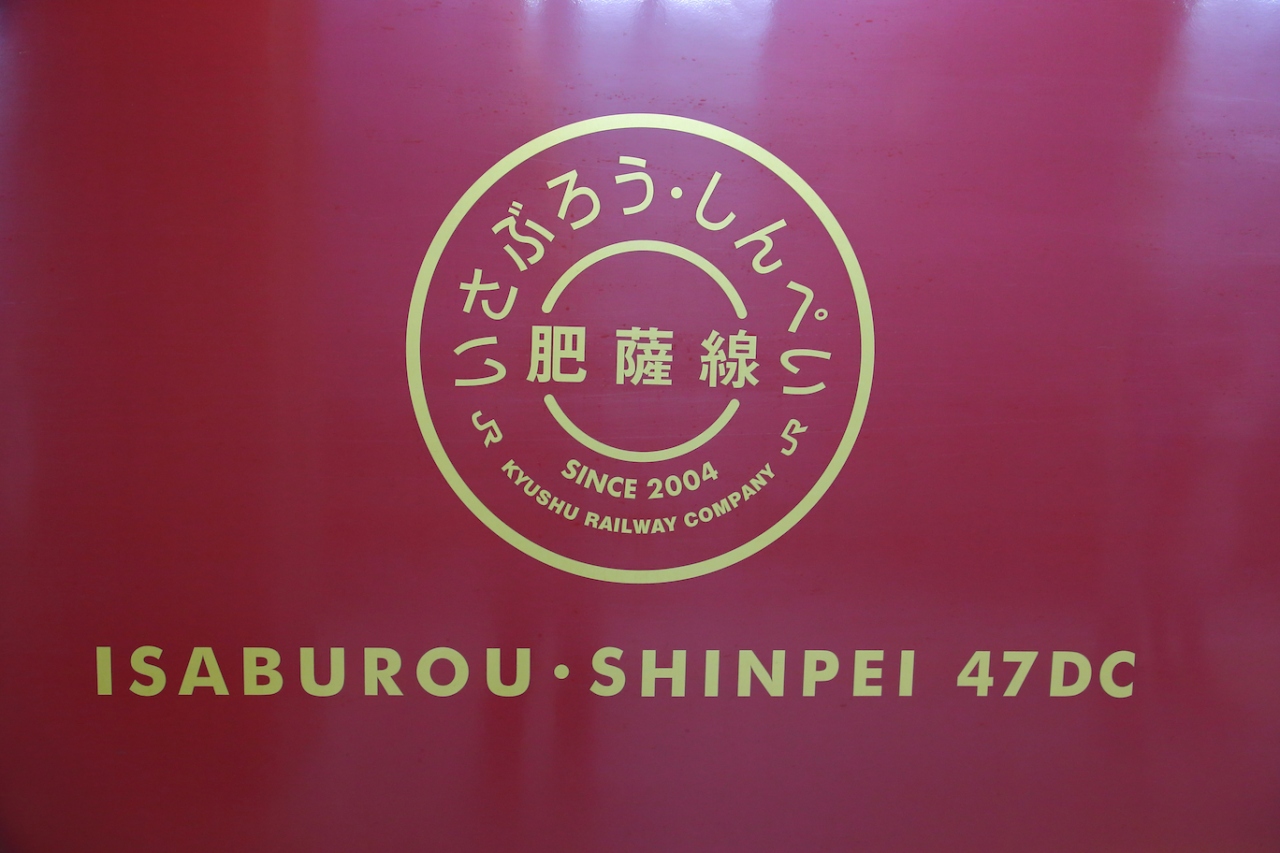 いさぶろう・しんぺい
肥薩線
JR
JR
SINCE 2004
KYUSHU RAILWAY COMPANY
ISABUROU・SHINPEI 47DC